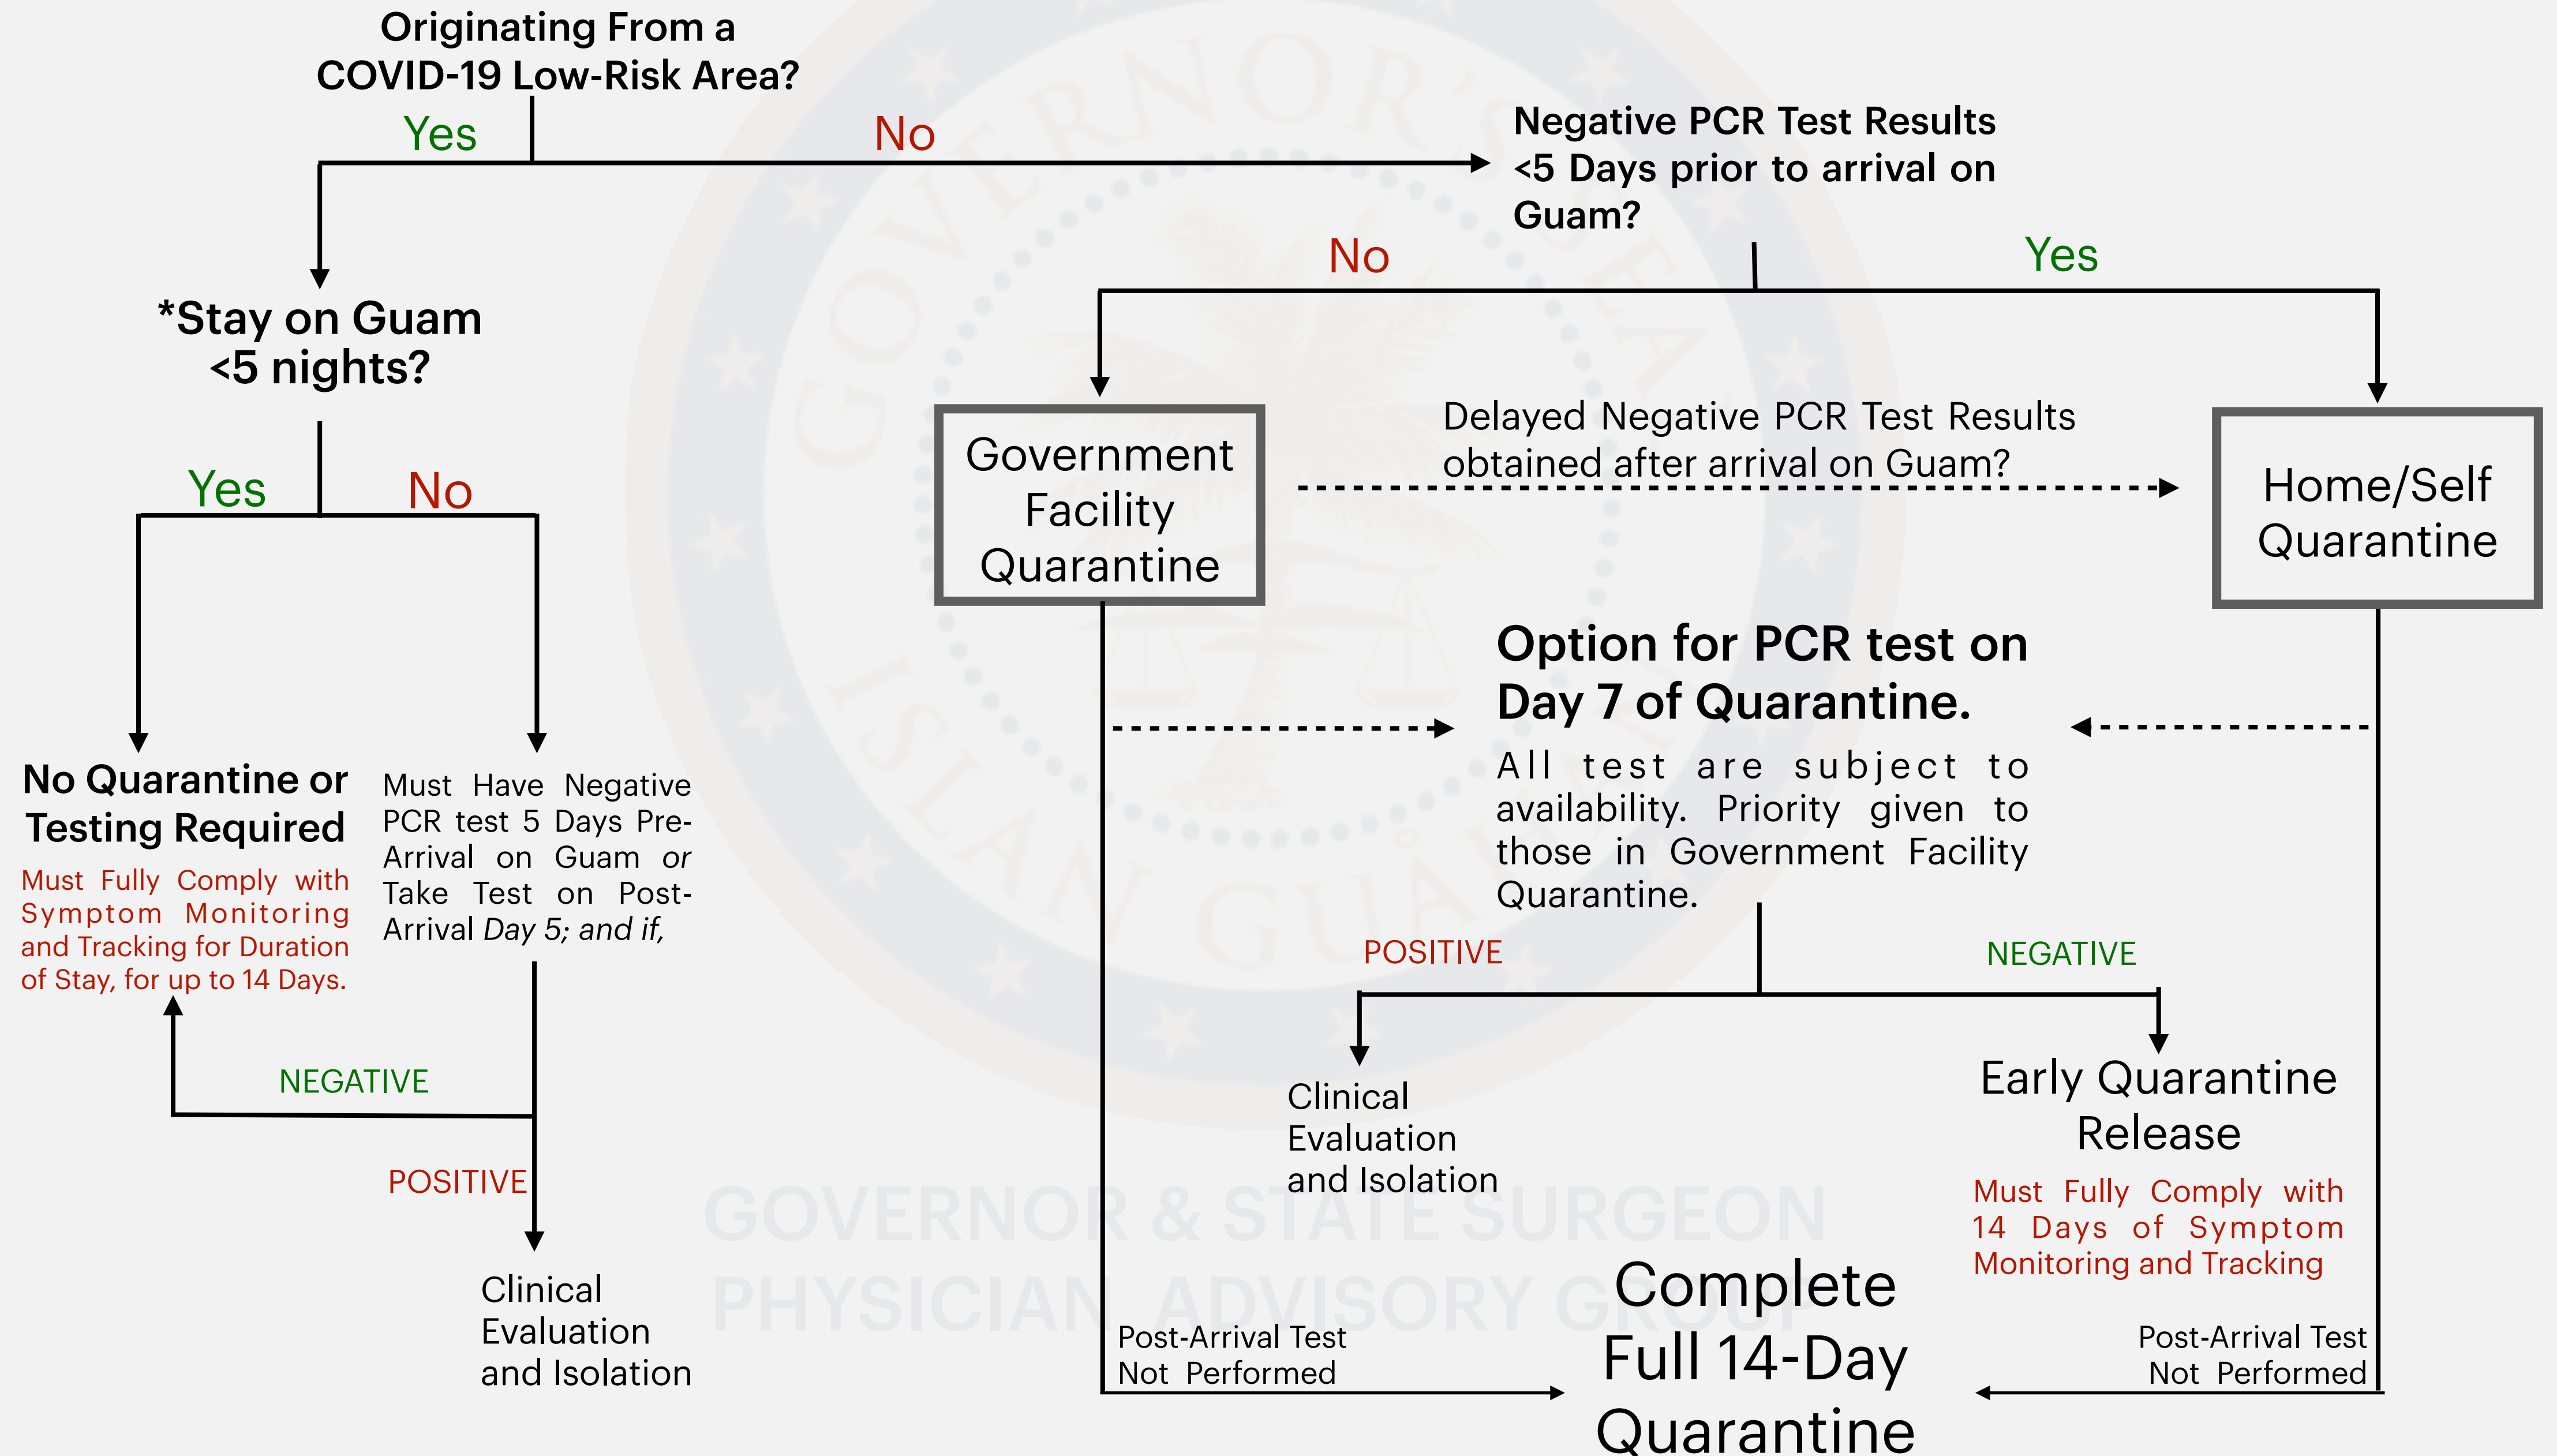 Originating From a
COVID-19 Low-Risk Area?
Yes
No
Negative PCR Test Results
<5 Days prior to arrival on
Guam?
No
Yes
*Stay on Guam
<5 nights?
Yes
No
Government
Facility
Quarantine
Delayed Negative PCR Test Results
obtained after arrival on Guam?
Home/Self
Quarantine
Option for PCR test on
Day 7 of Quarantine.
All test are subject to
availability. Priority given to
those in Government Facility
Quarantine.
No Quarantine or
Testing Required
Must Fully Comply with
Symptom Monitoring
and Tracking for Duration
of Stay, for up to 14 Days.
Must Have Negative
PCR test 5 Days Pre-
Arrival on Guam or
Take Test on Post-
Arrival Day 5; and if,
POSITIVE
NEGATIVE
NEGATIVE
POSITIVE
Clinical
Evaluation
and Isolation
Clinical
Evaluation
and Isolation
Early Quarantine
Release
Must Fully Comply with
14 Days of Symptom
Monitoring and Tracking
Post-Arrival Test
Not Performed
Complete
Full 14-Day
Quarantine
Post-Arrival Test
Not Performed
GOVERNOR'S SEAL
ISLAN GUÅHAN
GOVERNOR & STATE SURGEON
PHYSICIAN ADVISORY GROUP